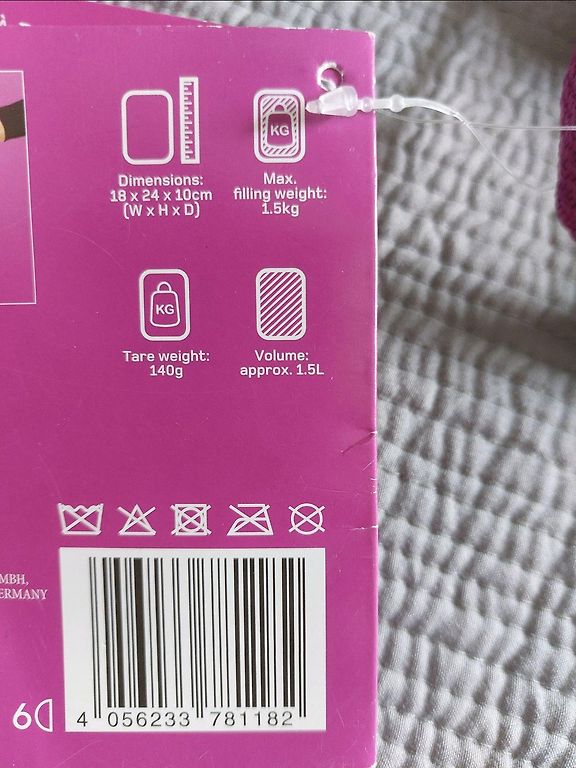 KG
Dimensions:
18 x 24 x 10cm
(W x H x D)
Max.
filling weight:
1.5kg
KG
Tare weight:
140g
Volume:
approx. 1.5L
MBH,
ERMANY
6
4 056233 781182